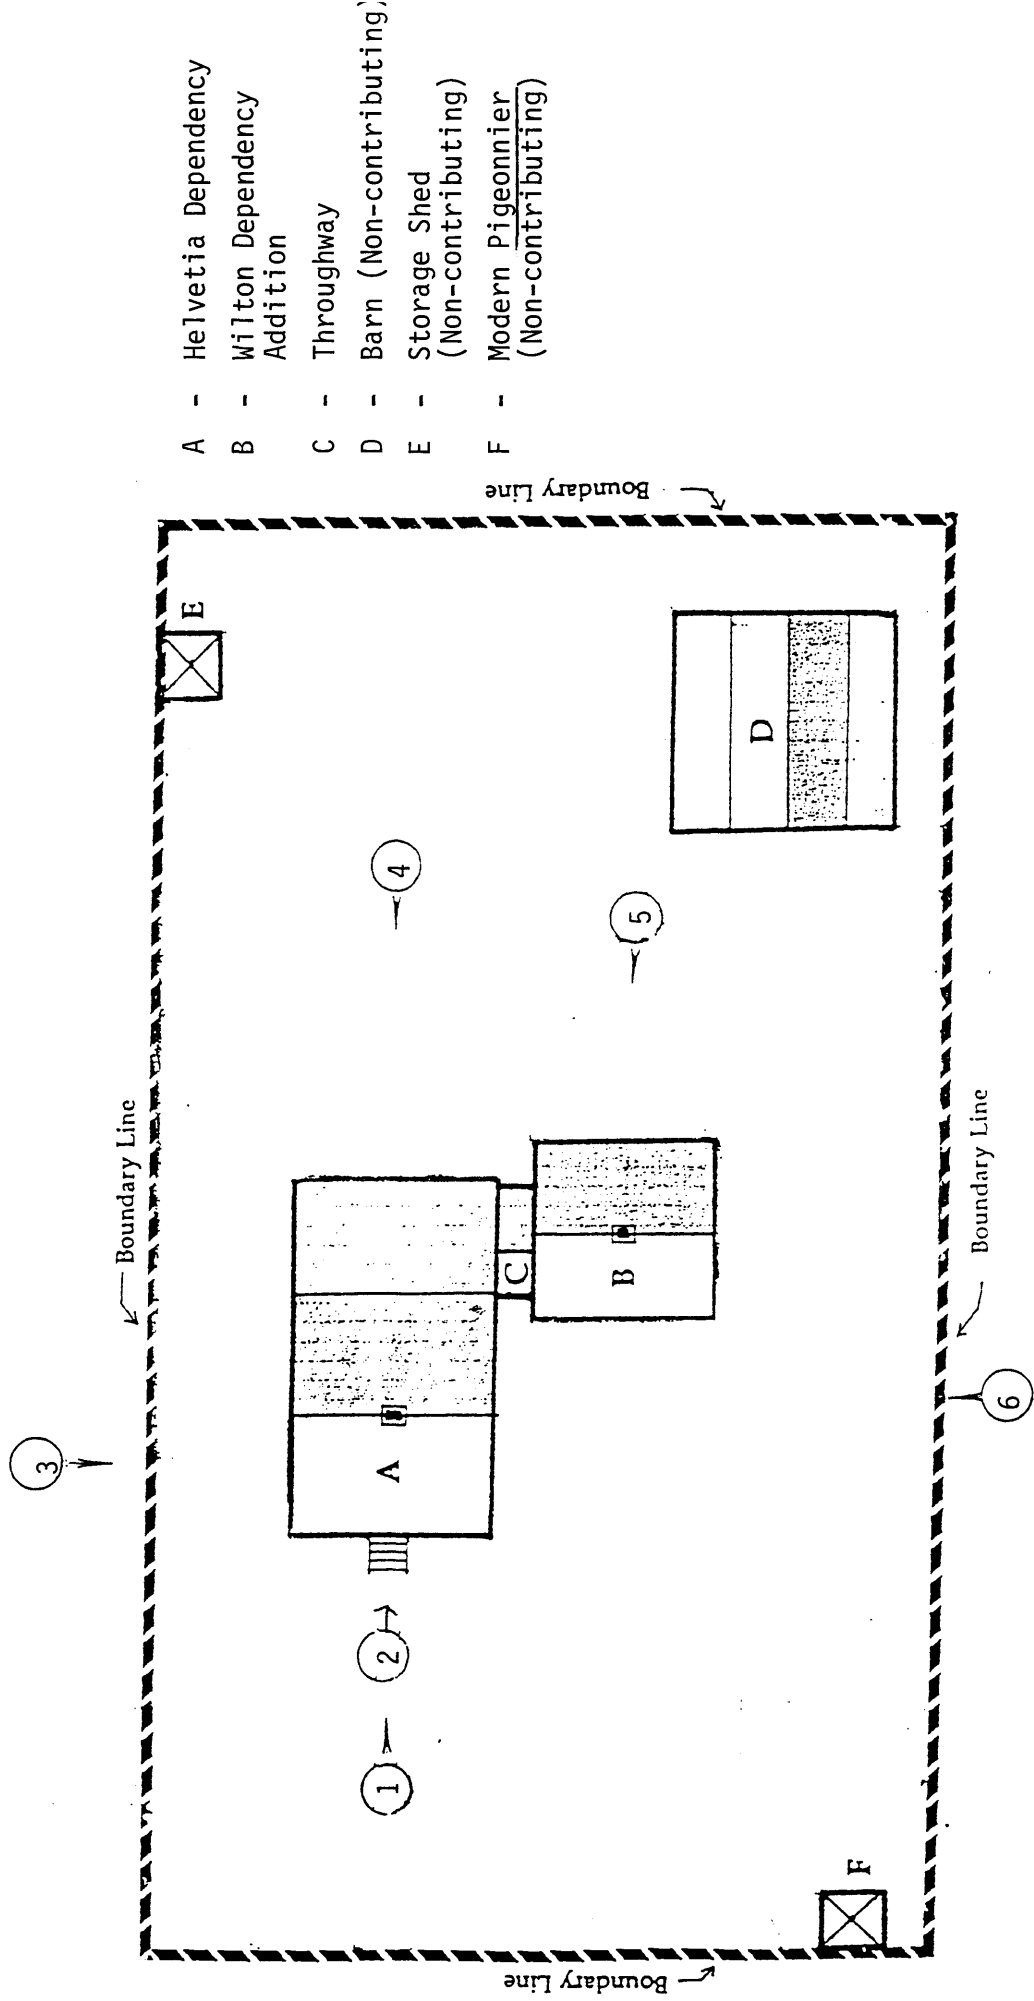 A - Helvetia Dependency
B - Wilton Dependency
Addition
C - Throughway
D - Barn (Non-contributing)
E - Storage Shed
(Non-contributing)
F - Modern Pigeonnier
(Non-contributing)
Boundary Line
E
D
4
5
Boundary Line
C
B
A
Boundary Line
3
6
2
1
F
Boundary Line